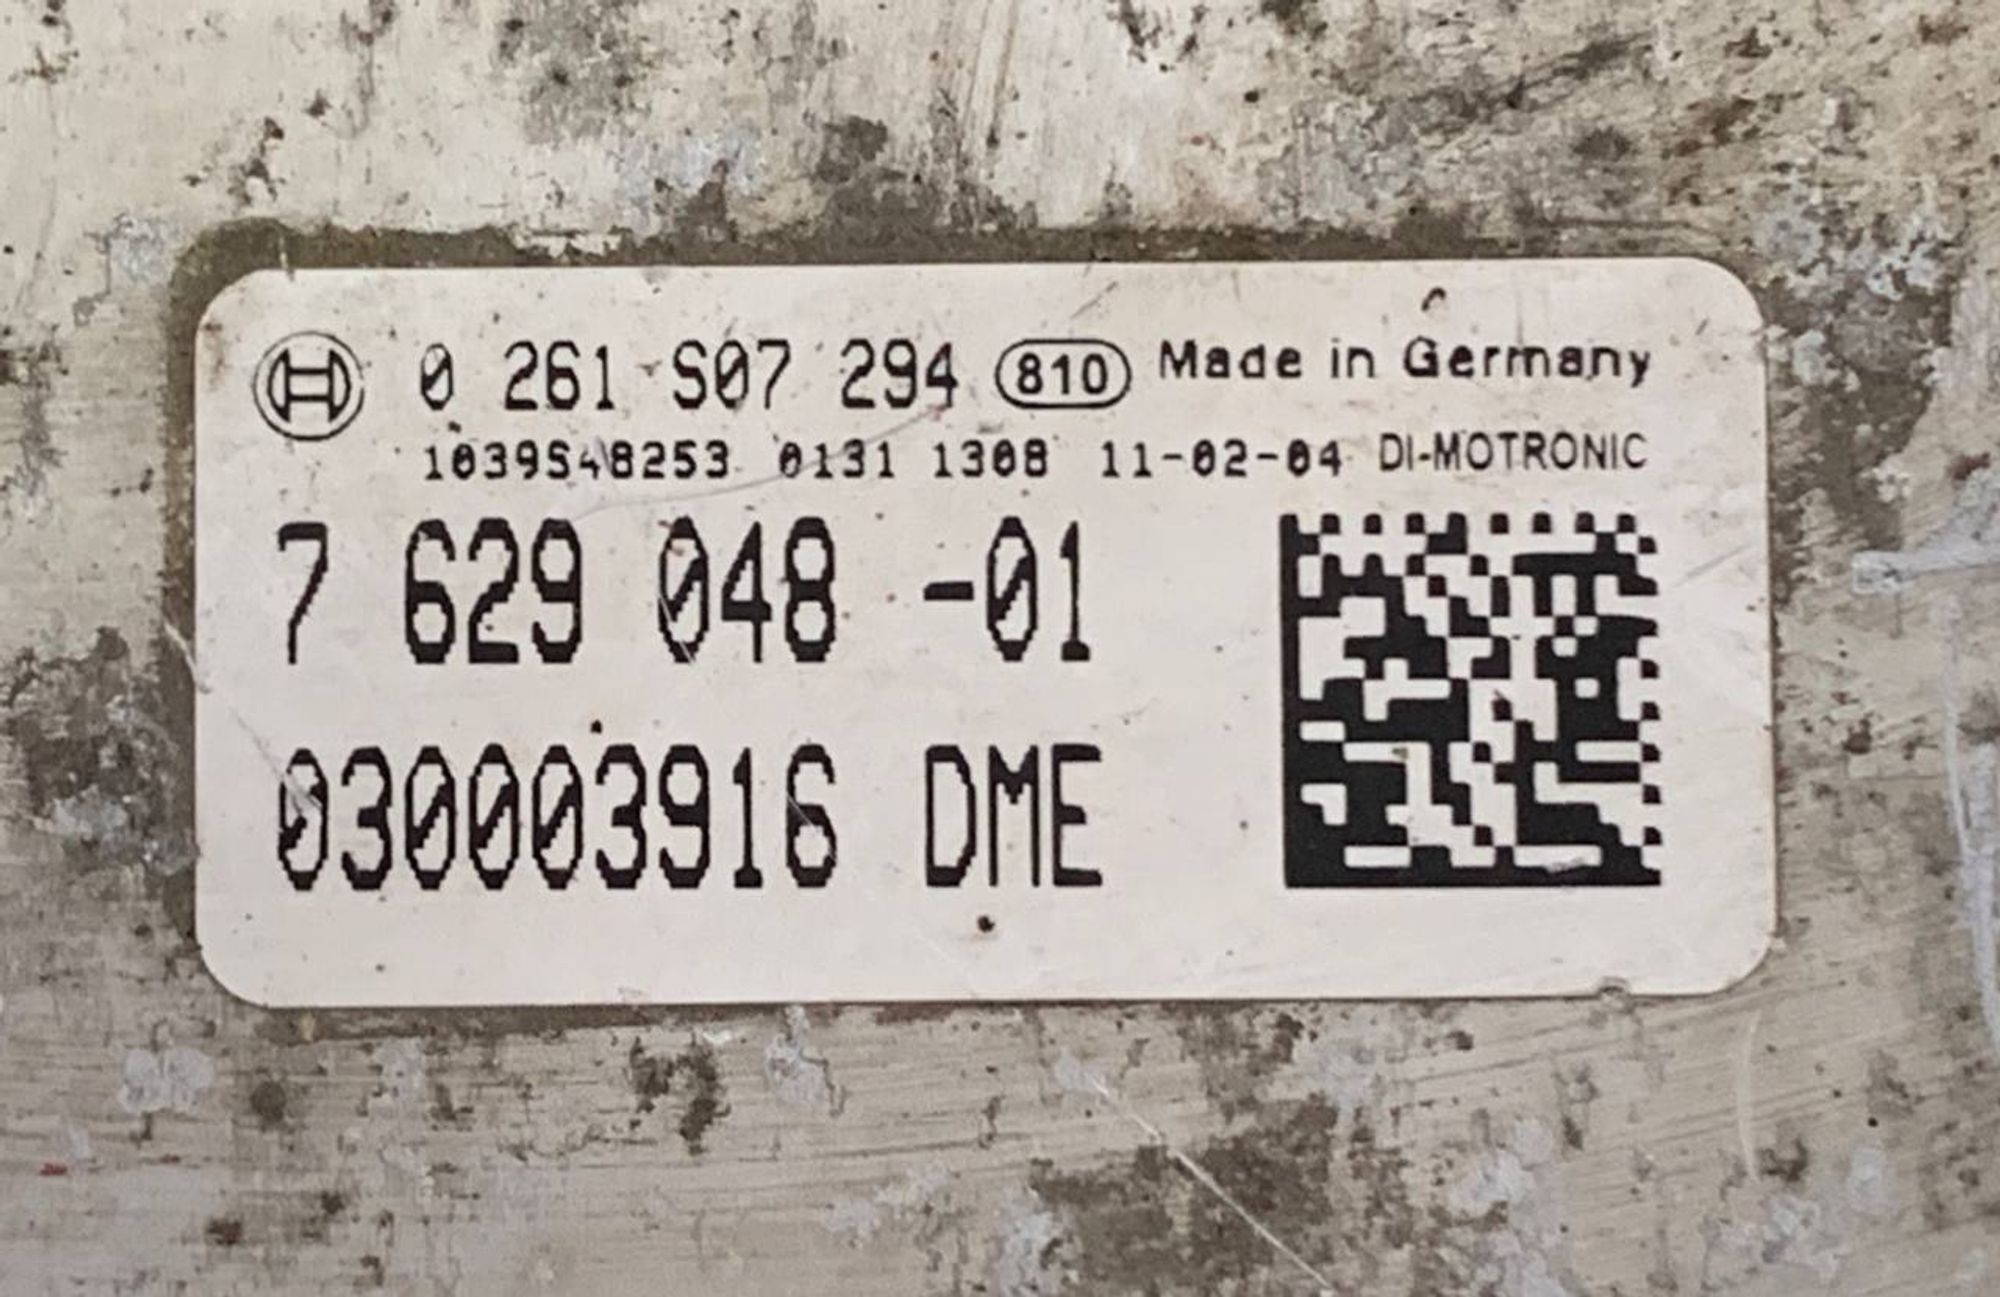 0 261 S07 294 810 Made in Germany
1039S48253 0131 1308 11-02-04 DI-MOTRONIC
7 629 048 -01
030003916 DME